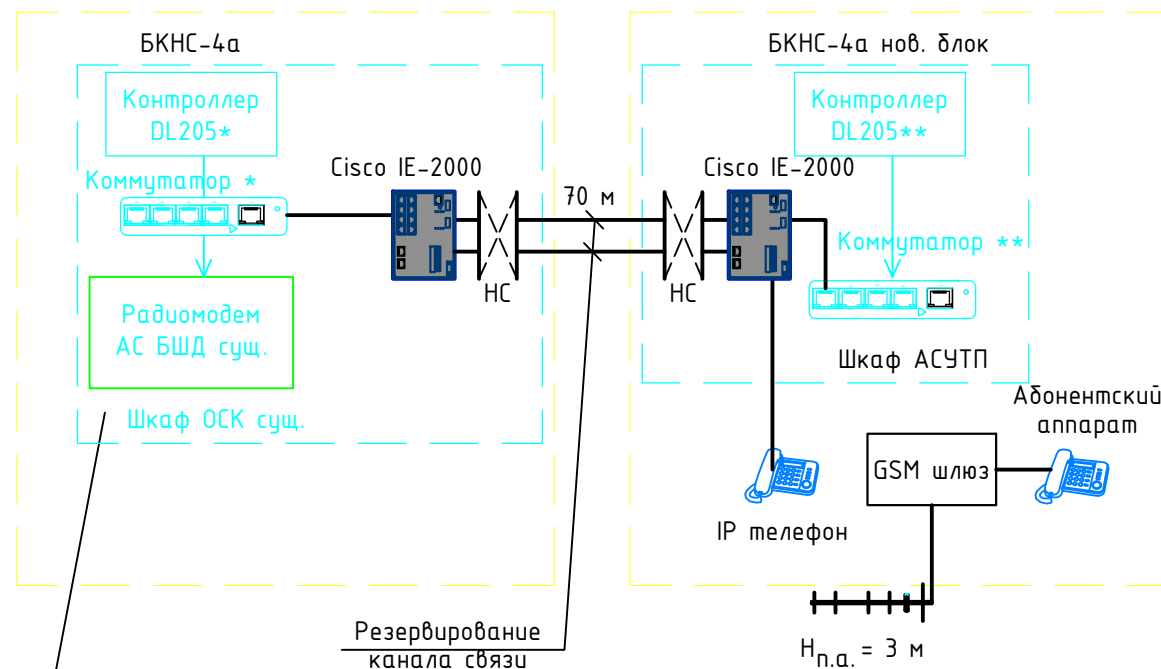 БКНС-4а
Контроллер
DL205*
Коммутатор *
Cisco IE-2000
НС
Радиомодем
АС БШД сущ.
Шкаф ОСК сущ.
70 м
Резервирование
канала связи
БКНС-4а нов. блок
Контроллер
DL205**
Cisco IE-2000
НС
Коммутатор **
Шкаф АСУТП
IP телефон
GSM шлюз
Абонентский
аппарат
Hп.а. = 3 м